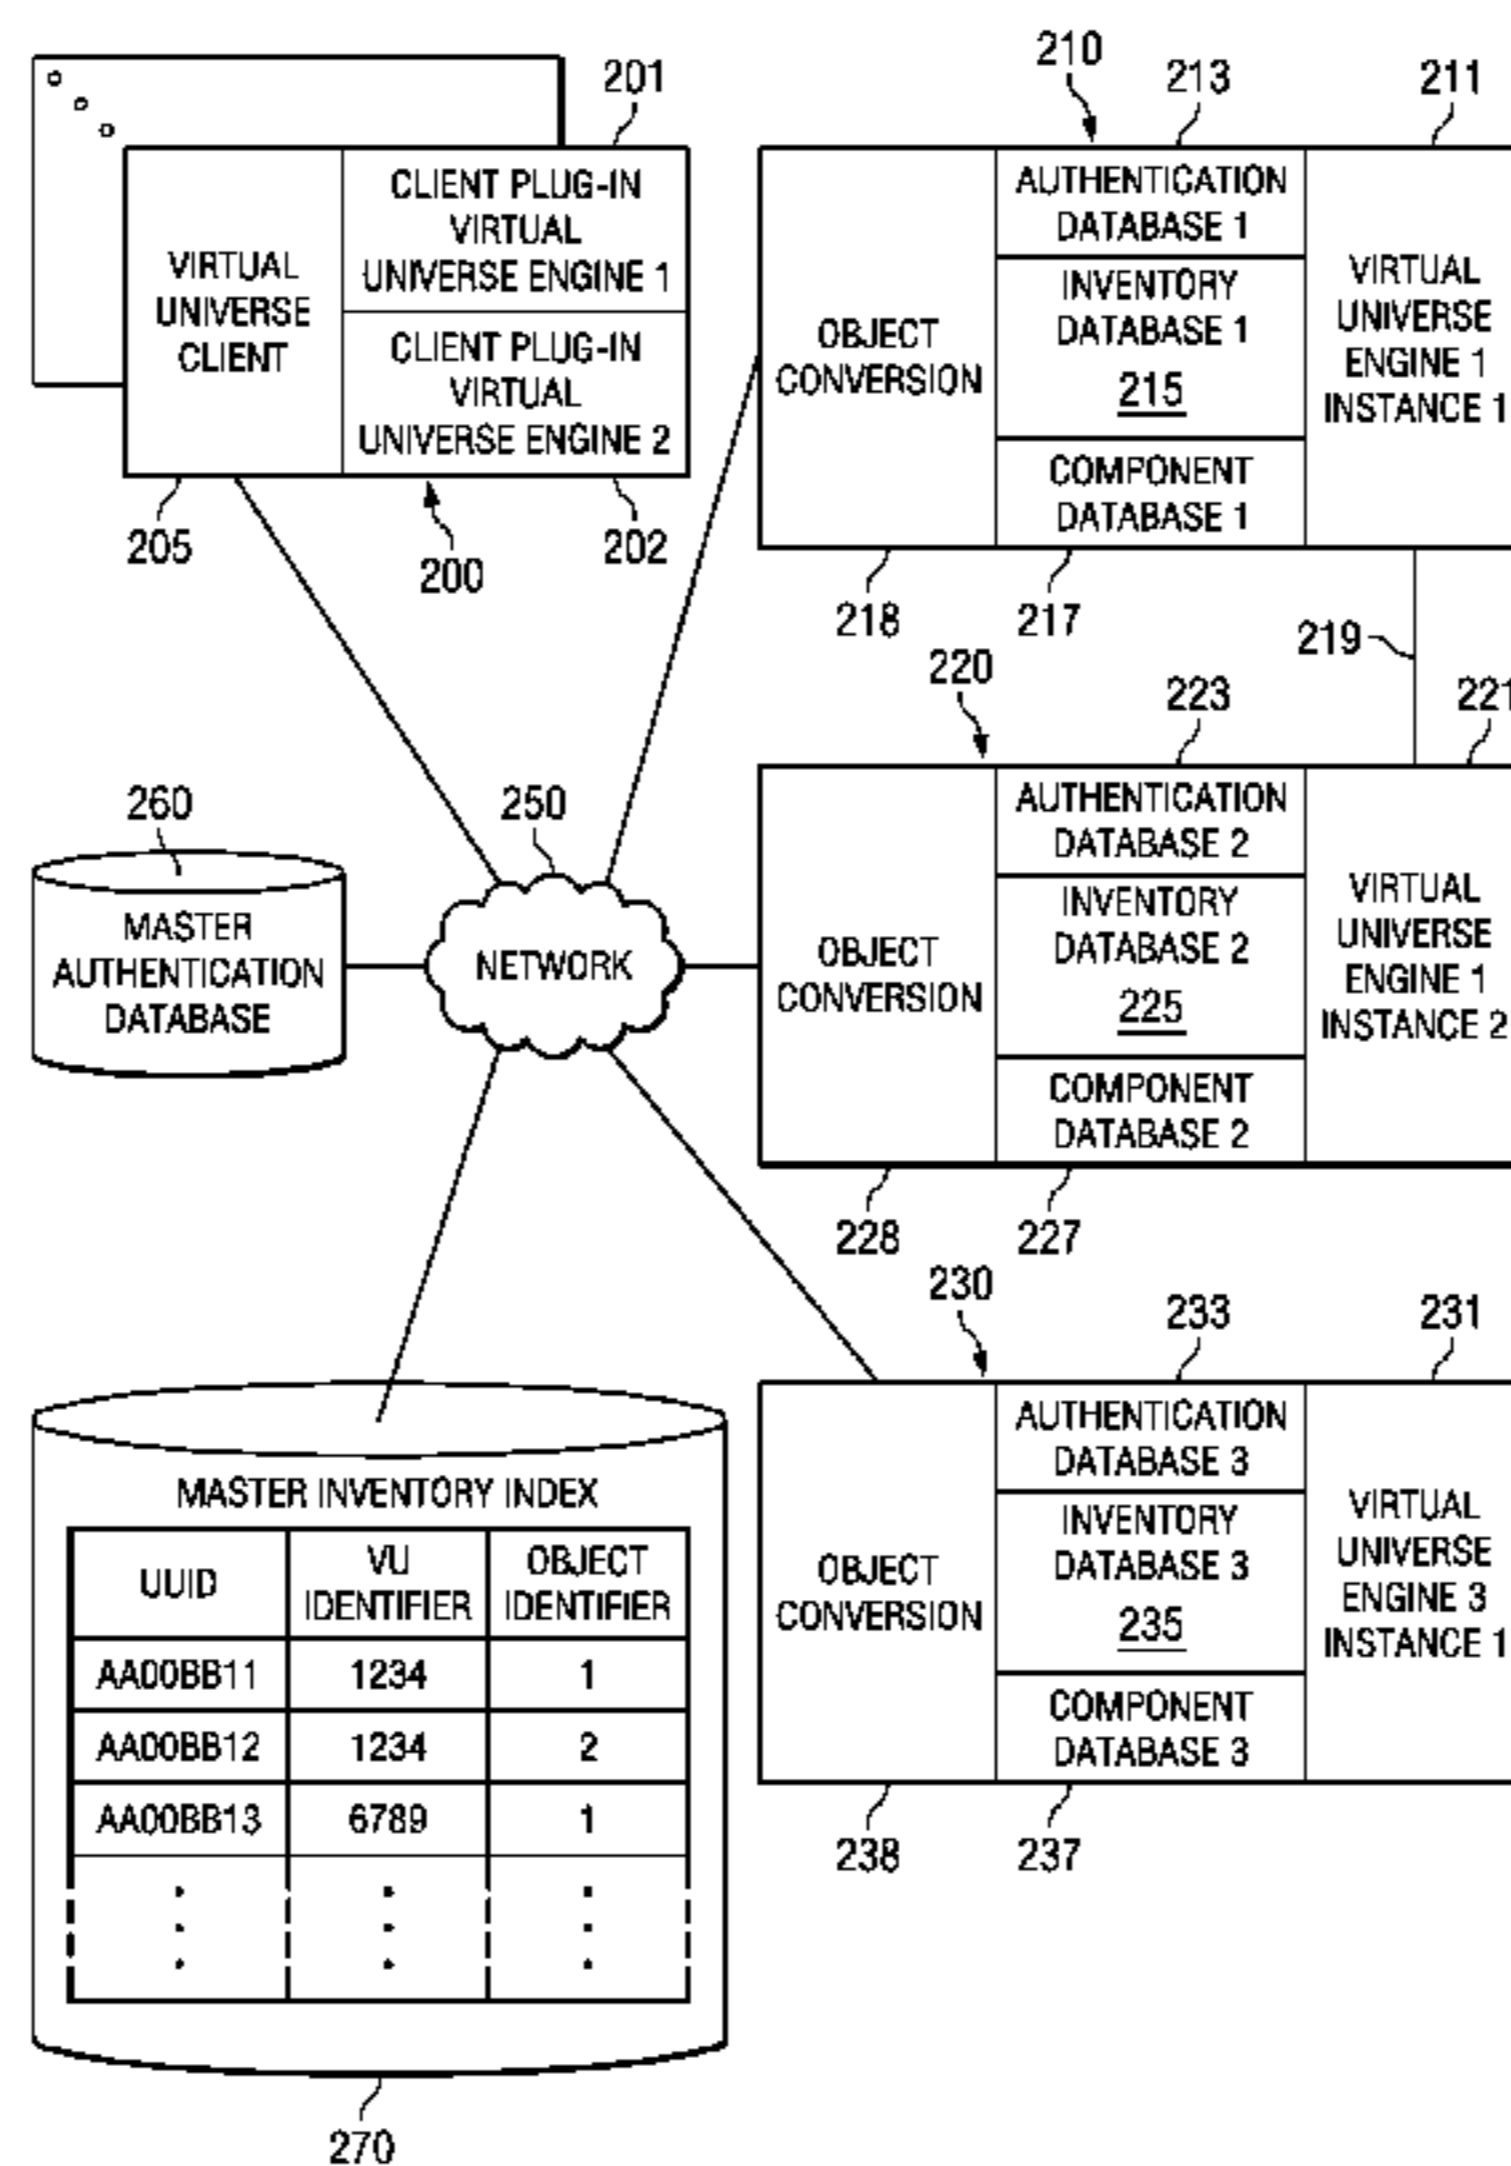 201
CLIENT PLUG-IN
VIRTUAL
UNIVERSE ENGINE 1
VIRTUAL
UNIVERSE
CLIENT
CLIENT PLUG-IN
VIRTUAL
UNIVERSE ENGINE 2
205
200
202
210
213
211
OBJECT
CONVERSION
AUTHENTICATION
DATABASE 1
INVENTORY
DATABASE 1
215
COMPONENT
DATABASE 1
VIRTUAL
UNIVERSE
ENGINE 1
INSTANCE 1
218
217
219
220
223
221
OBJECT
CONVERSION
AUTHENTICATION
DATABASE 2
INVENTORY
DATABASE 2
225
COMPONENT
DATABASE 2
VIRTUAL
UNIVERSE
ENGINE 1
INSTANCE 2
228
227
260
MASTER
AUTHENTICATION
DATABASE
250
NETWORK
230
233
231
OBJECT
CONVERSION
AUTHENTICATION
DATABASE 3
INVENTORY
DATABASE 3
235
COMPONENT
DATABASE 3
VIRTUAL
UNIVERSE
ENGINE 3
INSTANCE 1
238
237
MASTER INVENTORY INDEX
UUID VU IDENTIFIER OBJECT IDENTIFIER
AA00BB11 1234 1
AA00BB12 1234 2
AA00BB13 6789 1
270